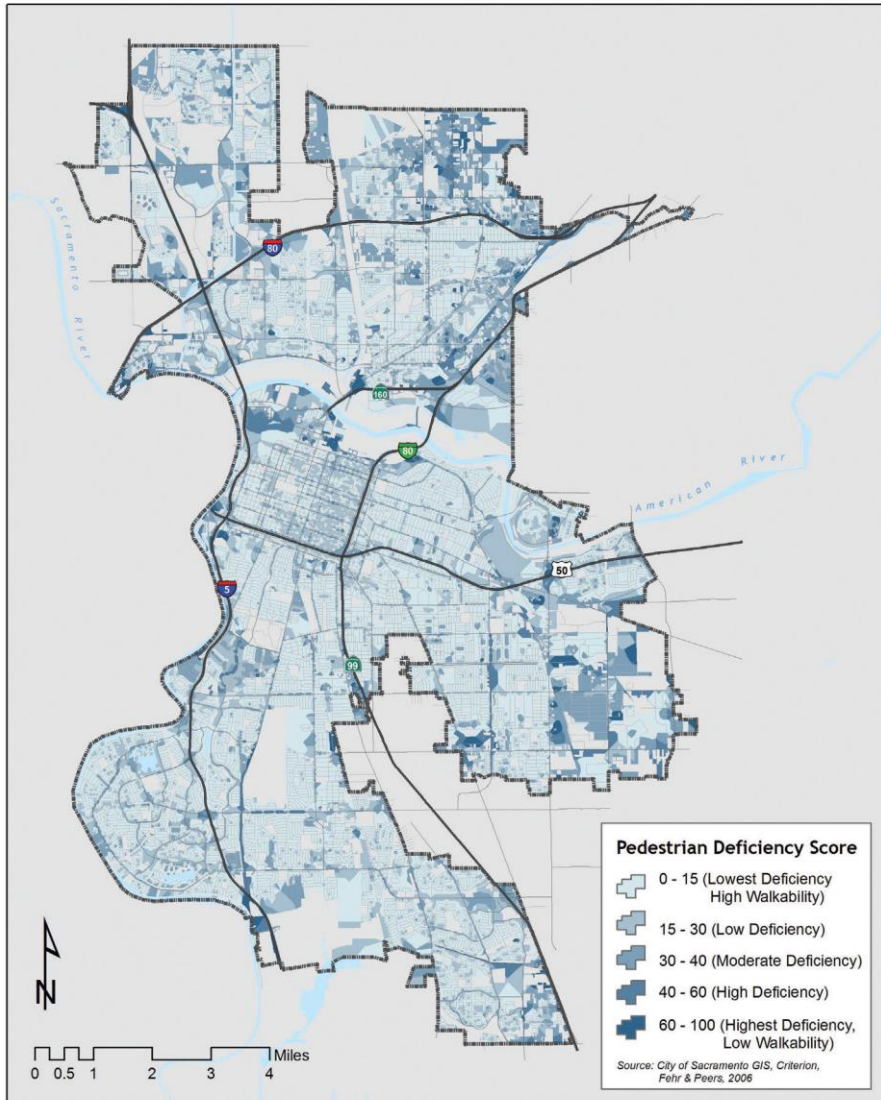 Sacramento River
80
160
80
American River
50
5
99
Pedestrian Deficiency Score
0 - 15 (Lowest Deficiency
High Walkability)
15 - 30 (Low Deficiency)
30 - 40 (Moderate Deficiency)
40 - 60 (High Deficiency)
60 - 100 (Highest Deficiency,
Low Walkability)
Source: City of Sacramento GIS, Criterion,
Fehr & Peers, 2006
N
Miles
0 0.5 1 2 3 4